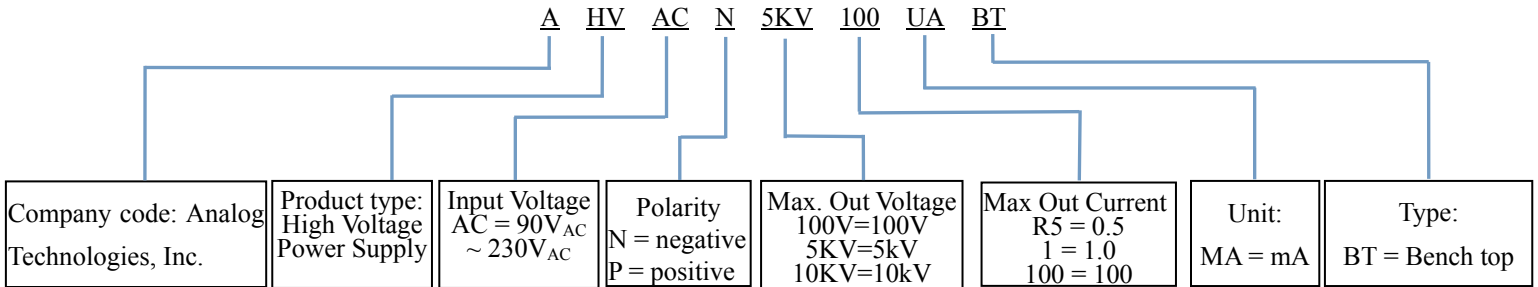 A HV AC N 5KV 100 UA BT
Company code: Analog
Technologies, Inc.
Product type:
High Voltage
Power Supply
Input Voltage
AC = 90VAC
~ 230VAC
Polarity
N = negative
P = positive
Max. Out Voltage
100V=100V
5KV=5kV
10KV=10kV
Max Out Current
R5 = 0.5
1 = 1.0
100 = 100
Unit:
MA = mA
Type:
BT = Bench top